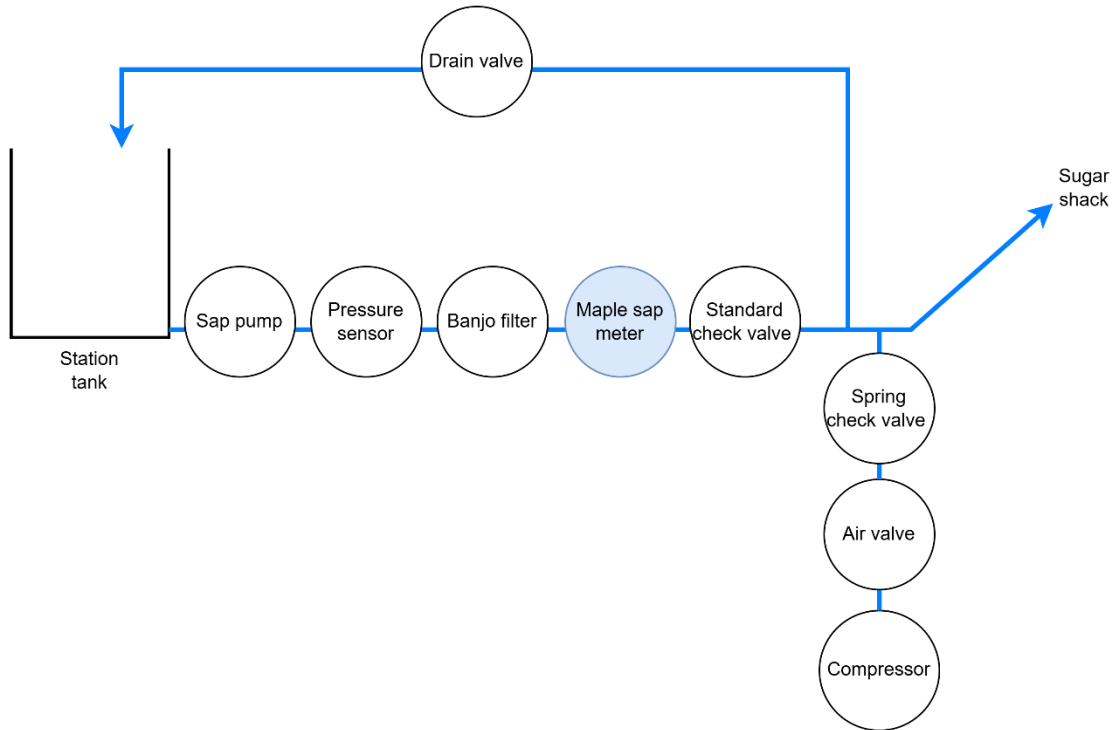 Drain valve
Sugar
shack
Sap pump
Pressure
sensor
Banjo filter
Maple sap
meter
Standard
check valve
Station
tank
Spring
check valve
Air valve
Compressor